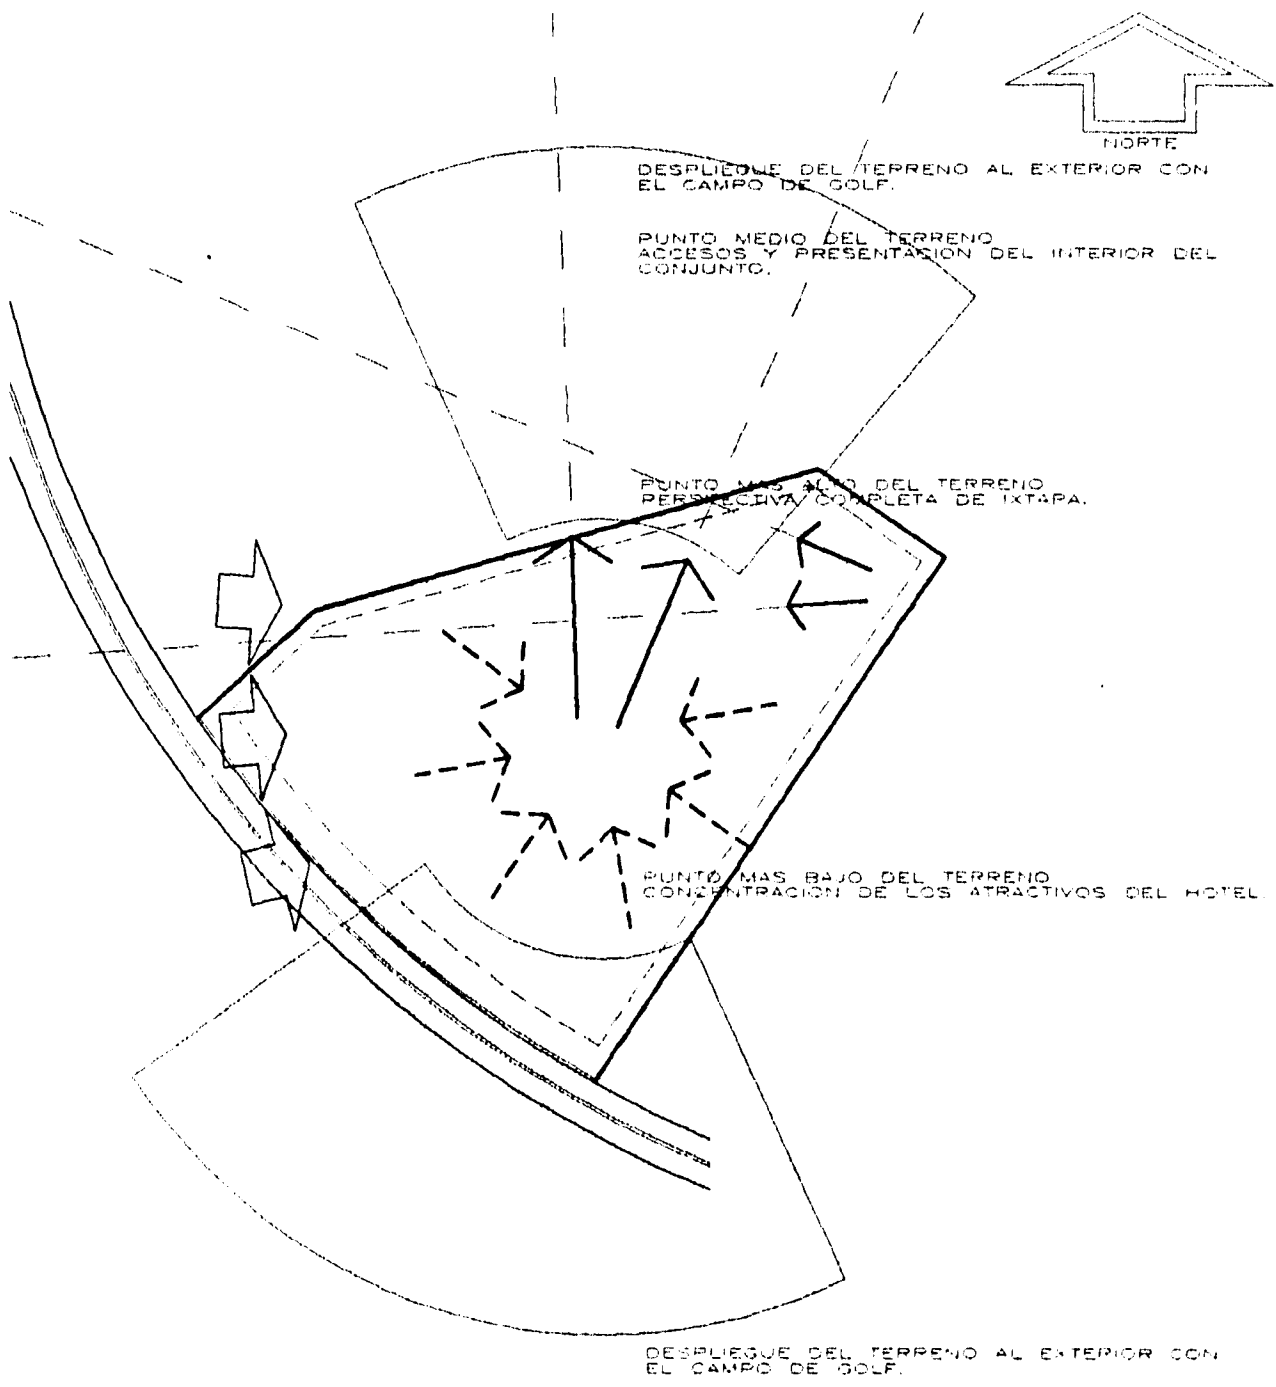 NORTE
DESPLIEGUE DEL TERRENO AL EXTERIOR CON
EL CAMPO DE GOLF.
PUNTO MEDIO DEL TERRENO
ACCESOS Y PRESENTACION DEL INTERIOR DEL
CONJUNTO.
PUNTO MAS ALTO DEL TERRENO
PERSPECTIVA COMPLETA DE IXTAPA.
PUNTO MAS BAJO DEL TERRENO
CONCENTRACION DE LOS ATRACTIVOS DEL HOTEL.
DESPLIEGUE DEL TERRENO AL EXTERIOR CON
EL CAMPO DE GOLF.